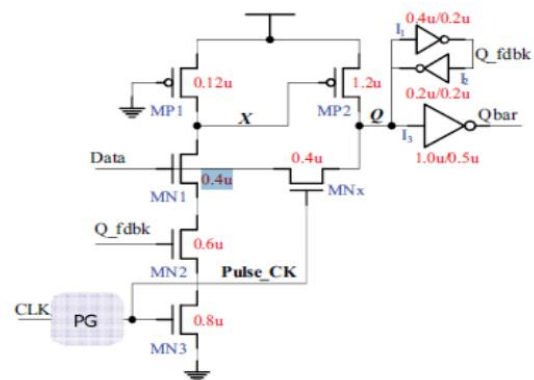 0.4u/0.2u
I₁
Q_fdbk
I₂
0.2u/0.2u
0.12u
MP1
X
1.2u
MP2
Q
Qbar
I₃
1.0u/0.5u
Data
0.4u
MN1
0.4u
MNx
Q_fdbk
0.6u
MN2
Pulse_CK
CLK
PG
0.8u
MN3